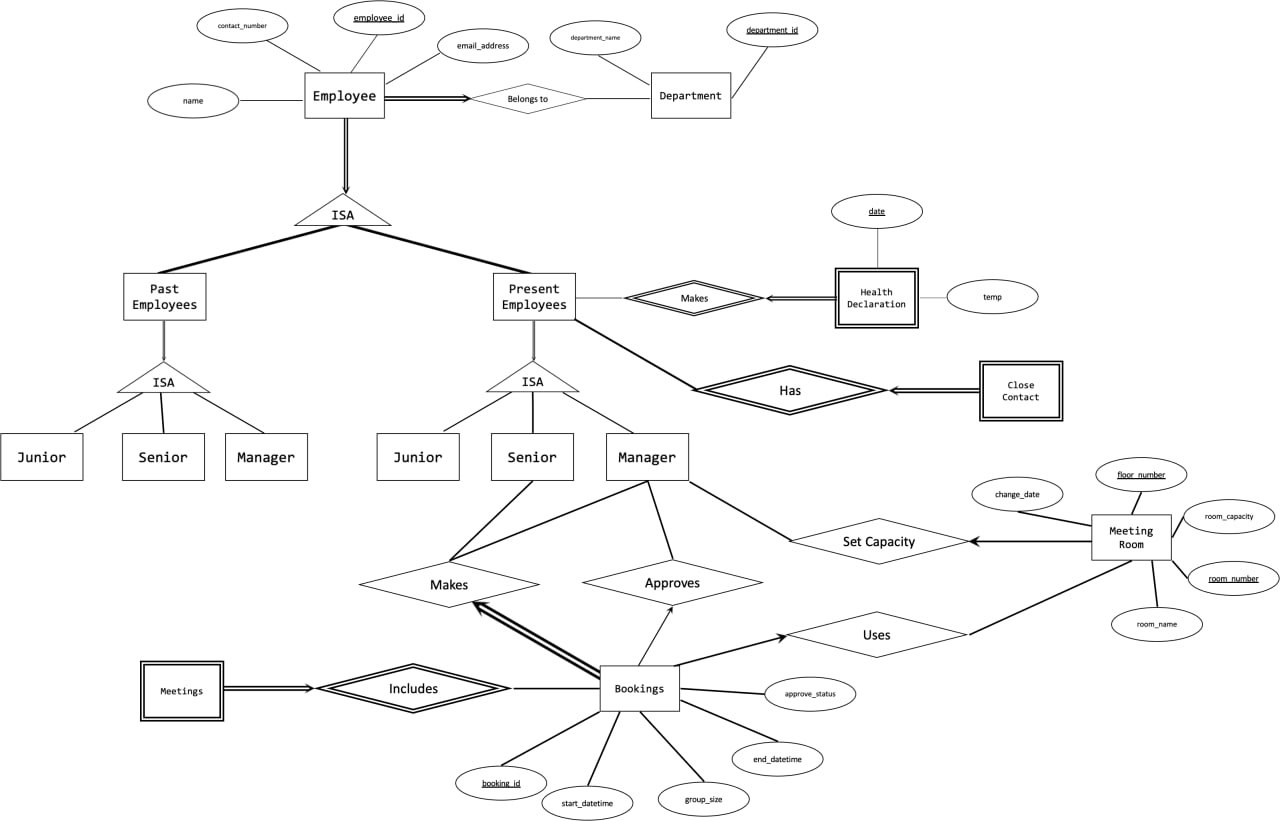 employee_id
contact_number
email_address
department_name
department_id
name
Employee
Belongs to
Department
ISA
date
Past
Employees
Present
Employees
Makes
Health
Declaration
temp
ISA
ISA
Has
Close
Contact
Junior
Senior
Manager
Junior
Senior
Manager
floor_number
change_date
room_capacity
Meeting
Room
Set Capacity
room_number
Makes
Approves
room_name
Uses
Meetings
Includes
Bookings
approve_status
end_datetime
booking_id
start_datetime
group_size